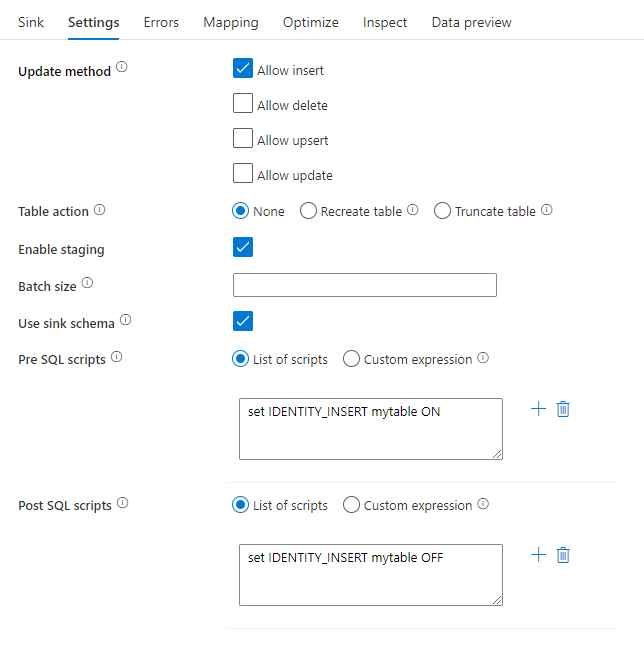 Sink Settings Errors Mapping Optimize Inspect Data preview
Update method Allow insert
Allow delete
Allow upsert
Allow update
Table action None Recreate table Truncate table
Enable staging
Batch size
Use sink schema
Pre SQL scripts List of scripts Custom expression
set IDENTITY_INSERT mytable ON
Post SQL scripts List of scripts Custom expression
set IDENTITY_INSERT mytable OFF